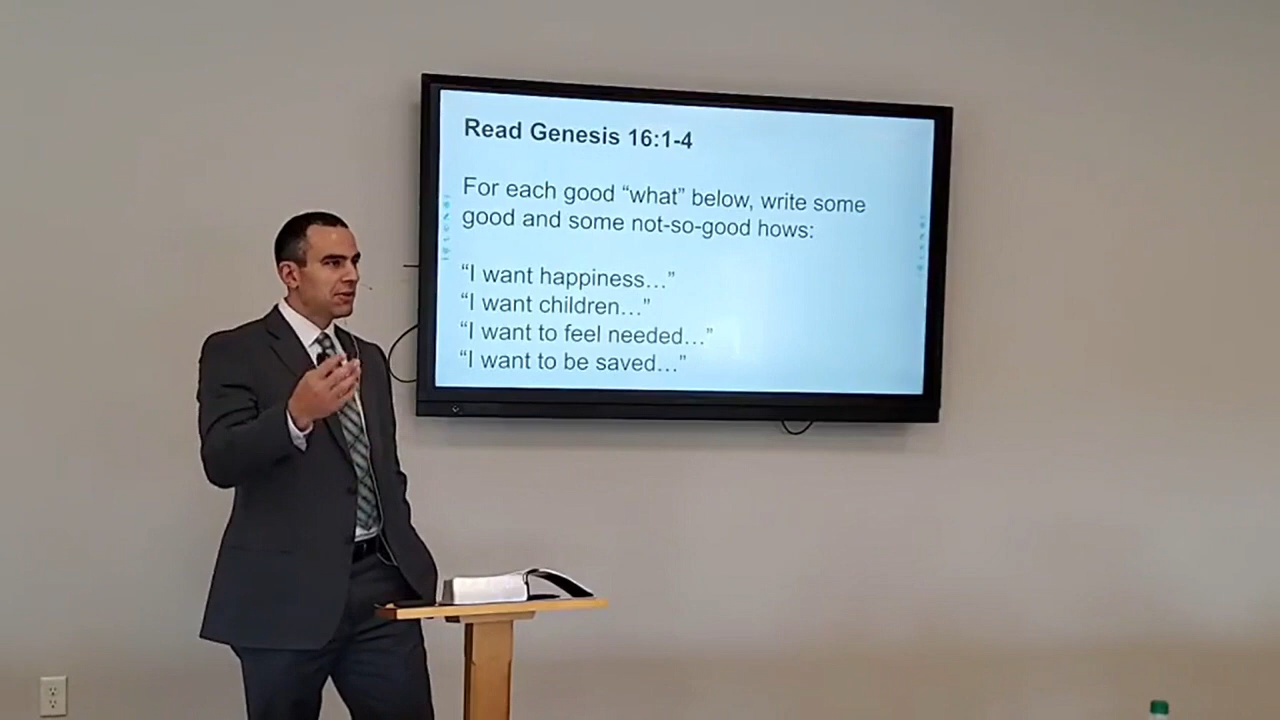 Read Genesis 16:1-4
For each good “what” below, write some
good and some not-so-good hows:
“I want happiness…”
“I want children…”
“I want to feel needed…”
“I want to be saved…”